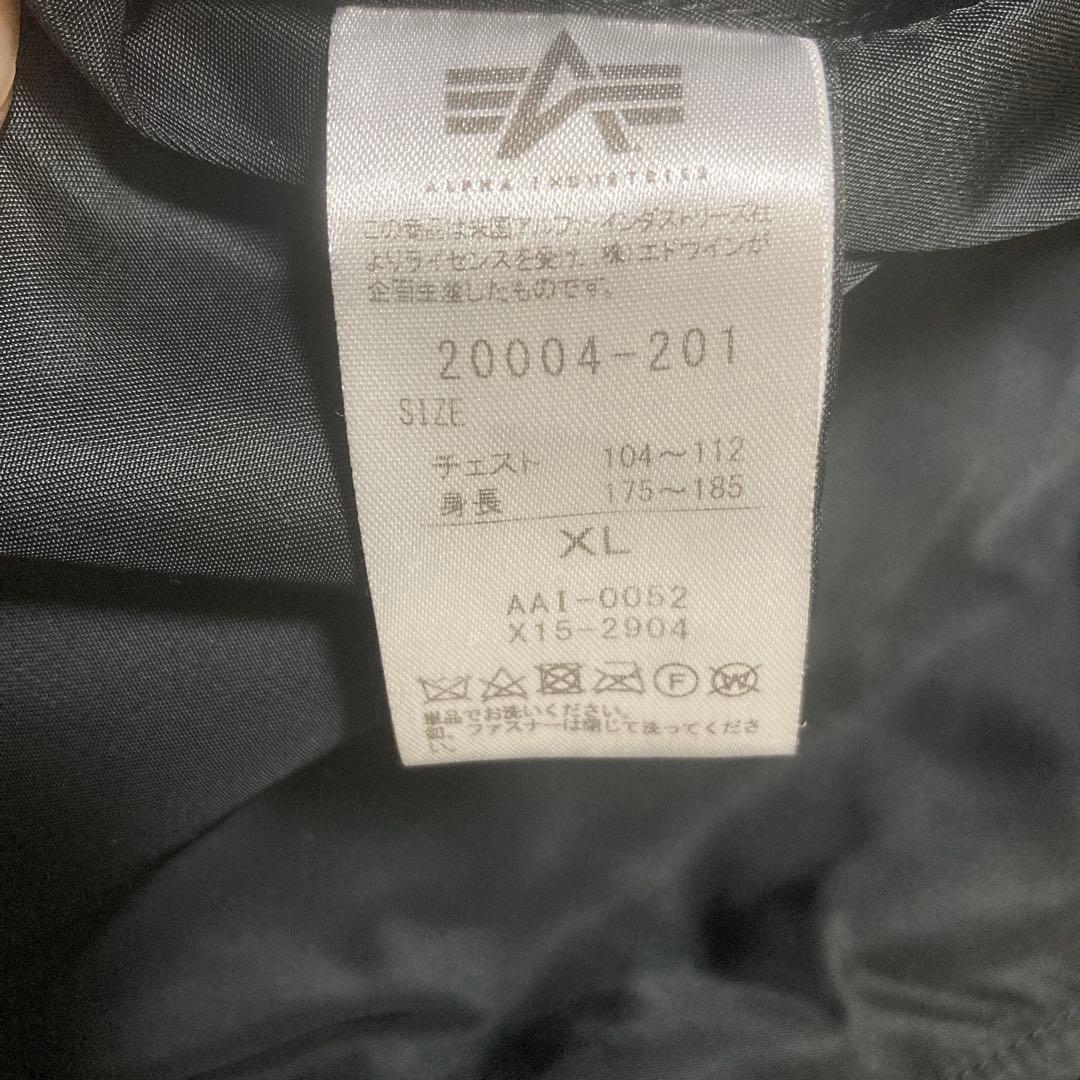 ALPHA INDUSTRIES
この商品は米国アルファ インダストリーズ社
よりライセンスを受け、㈱エドウインが
企画生産したものです。
20004-201
SIZE
チェスト 104～112
身長 175～185
XL
AAI-0052
X15-2904
F W
単品でお洗いください。
釦、ファスナーは閉じて洗ってくださ
い。